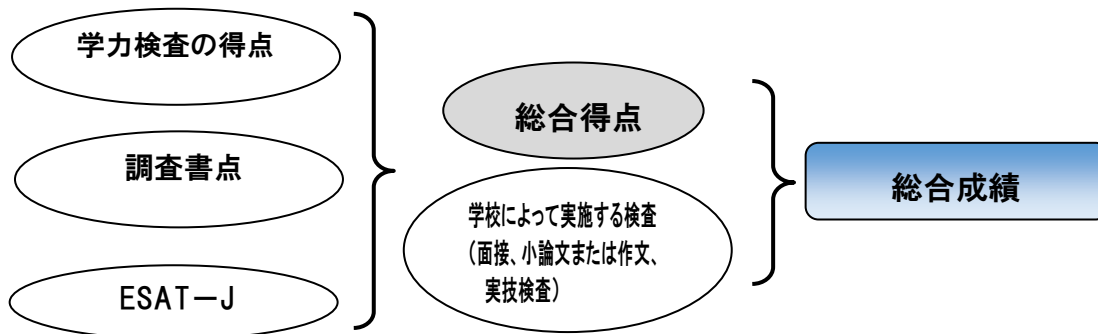 学力検査の得点
調査書点
ESAT－J
総合得点
学校によって実施する検査
（面接、小論文または作文、
実技検査）
総合成績